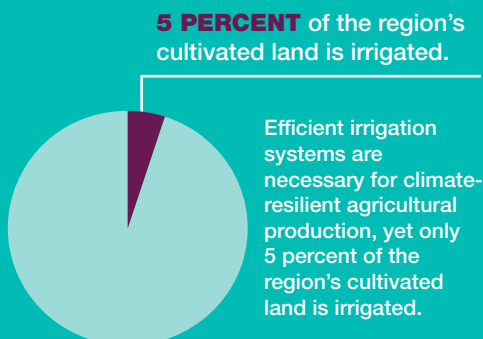 5 PERCENT of the region's
cultivated land is irrigated.
Efficient irrigation
systems are
necessary for climate-
resilient agricultural
production, yet only
5 percent of the
region's cultivated
land is irrigated.